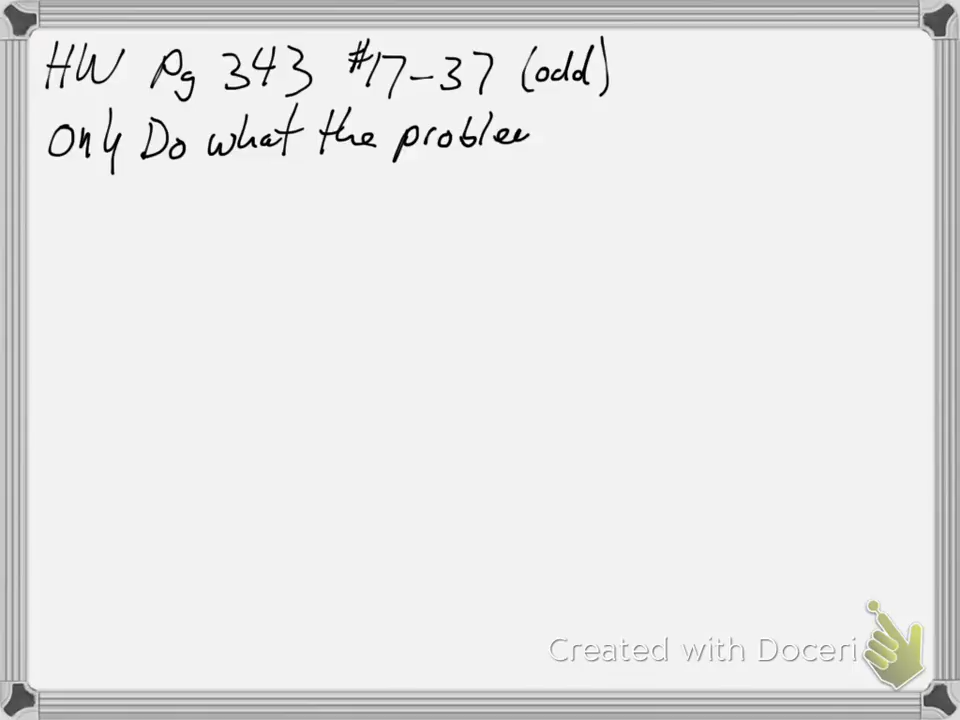 HW Pg 343 #17-37 (odd)
Only Do what the proble
Created with Doceri